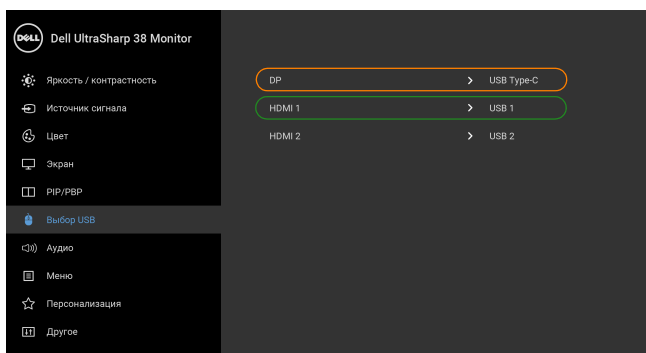 DELL Dell UltraSharp 38 Monitor
Яркость / контрастность
DP > USB Type-C
Источник сигнала
HDMI 1 > USB 1
Цвет
HDMI 2 > USB 2
Экран
PIP/PBP
Выбор USB
Аудио
Меню
Персонализация
Другое